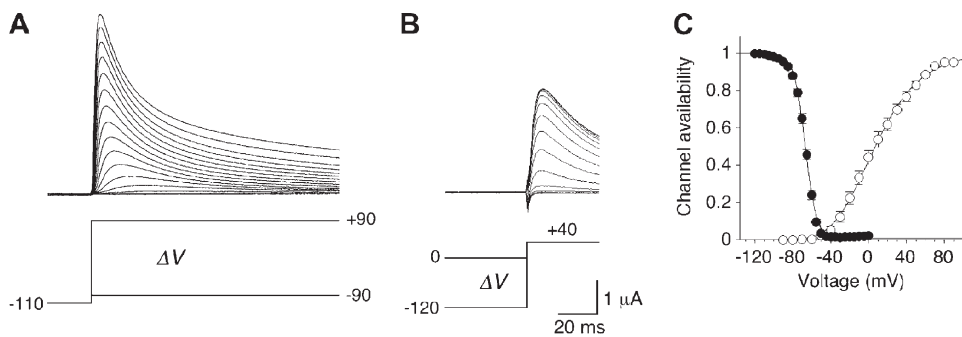 A
B
C
+90
ΔV
-90
-110
+40
0
ΔV
-120
1 μA
20 ms
Channel availability
1
0.8
0.6
0.4
0.2
0
-120 -80 -40 0 40 80
Voltage (mV)